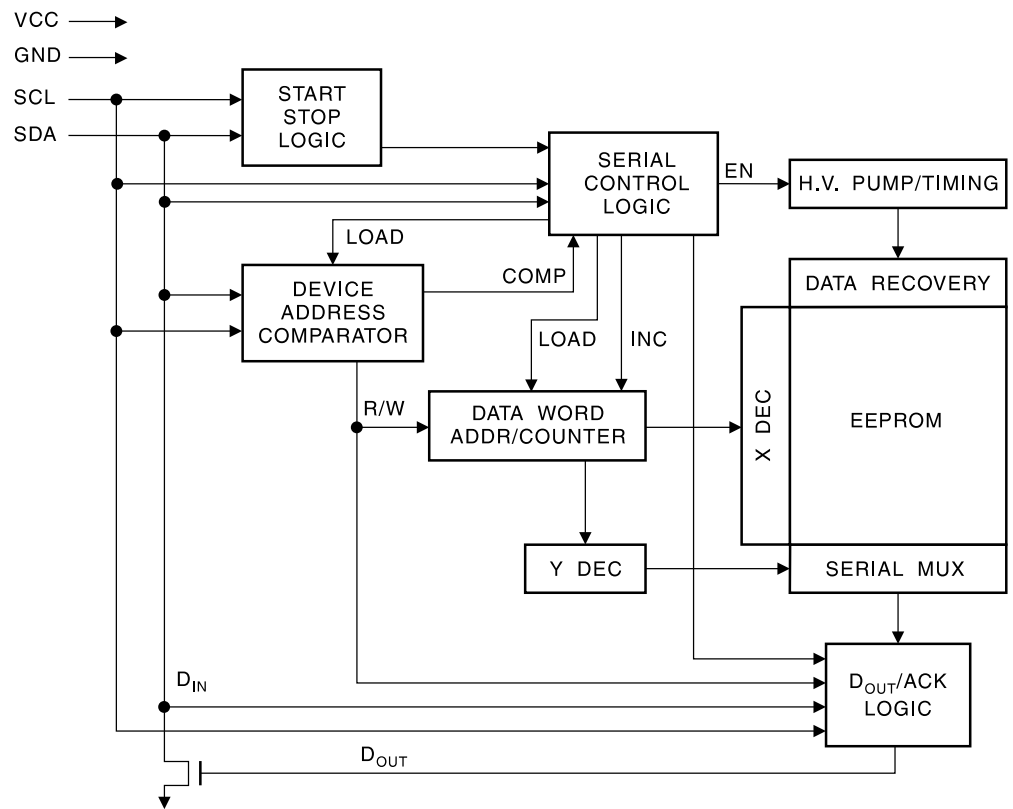 VCC
GND
SCL
SDA
START
STOP
LOGIC
SERIAL
CONTROL
LOGIC
EN
H.V. PUMP/TIMING
LOAD
COMP
DEVICE
ADDRESS
COMPARATOR
DATA RECOVERY
LOAD
INC
R/W
DATA WORD
ADDR/COUNTER
X DEC
EEPROM
Y DEC
SERIAL MUX
DIN
DOUT/ACK
LOGIC
DOUT